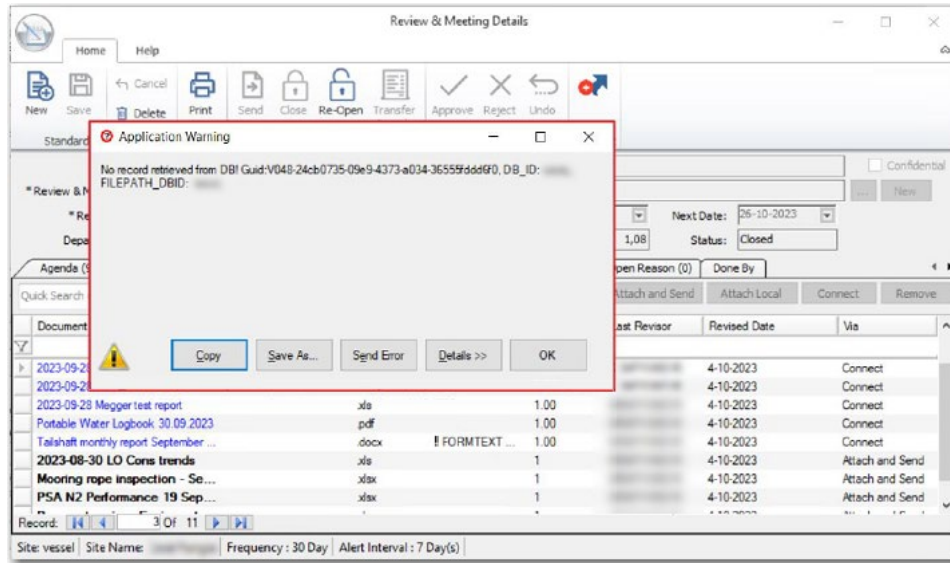 Review & Meeting Details
Home Help
New Save Cancel Delete Print Send Close Re-Open Transfer Approve Reject Undo
Standard
Application Warning
No record retrieved from DB! Guid:V048-24cb0735-09e9-4373-a034-36555fddd6f0, DB_ID:
FILEPATH_DBID:
Confidential
*Review & M
... New
*Re
Next Date: 26-10-2023
Depa
1,08 Status: Closed
Agenda (9
pen Reason (0) Done By
Quick Search
Attach and Send Attach Local Connect Remove
Document
Last Revisor Revised Date Via
Copy Save As... Send Error Details >> OK
2023-09-2 4-10-2023 Connect
2023-09-2 4-10-2023 Connect
2023-09-28 Megger test report .xls 1.00 4-10-2023 Connect
Portable Water Logbook 30.09.2023 .pdf 1.00 4-10-2023 Connect
Tailshaft monthly report September ... .docx !! FORMTEXT ... 1.00 4-10-2023 Connect
2023-08-30 LO Cons trends .xls 1 4-10-2023 Attach and Send
Mooring rope inspection - Se... .xlsx 1 4-10-2023 Attach and Send
PSA N2 Performance 19 Sep... .xlsx 1 4-10-2023 Attach and Send
Record: 3 Of 11
Site: vessel Site Name: Frequency : 30 Day Alert Interval : 7 Day(s)